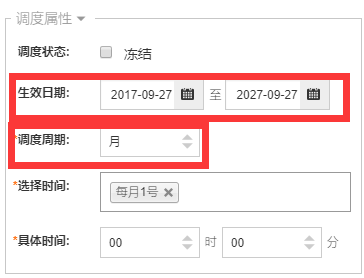 调度属性
调度状态: 冻结
生效日期: 2017-09-27 至 2027-09-27
*调度周期: 月
*选择时间: 每月1号
*具体时间: 00 时 00 分